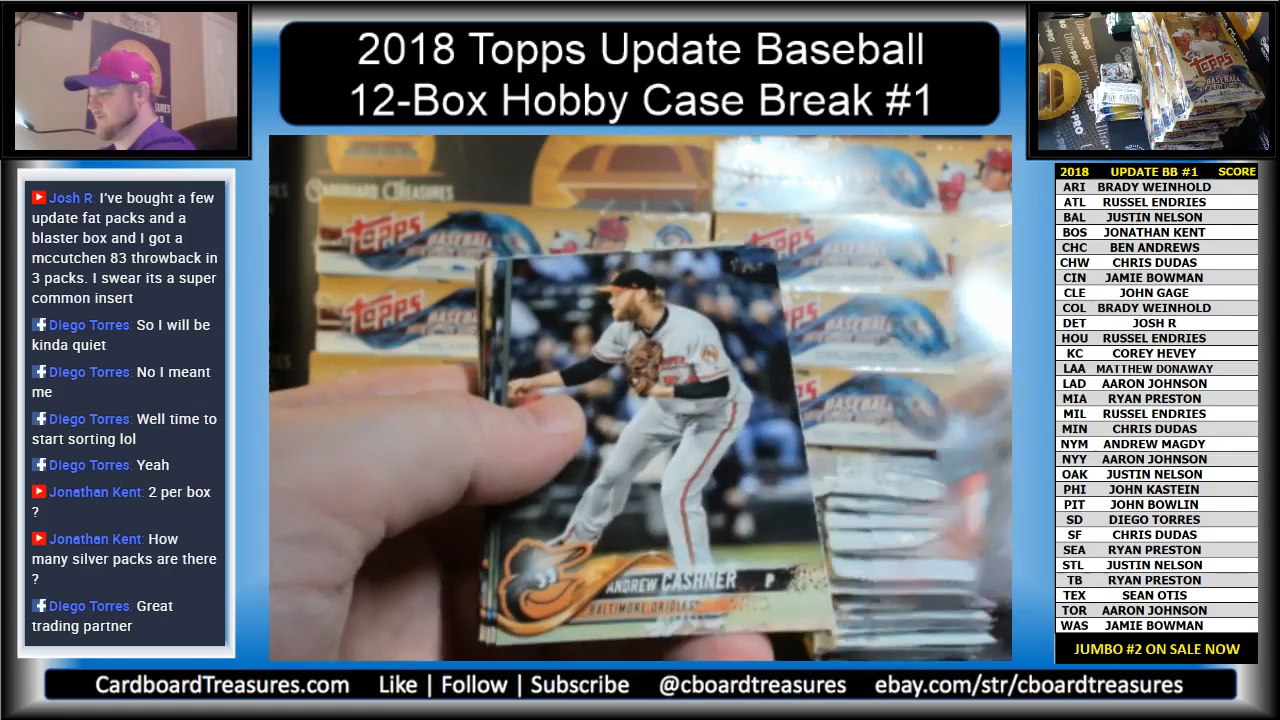 2018 Topps Update Baseball
12-Box Hobby Case Break #1
Josh R: I've bought a few
update fat packs and a
blaster box and I got a
mccutchen 83 throwback in
3 packs. I swear its a super
common insert
Diego Torres: So I will be
kinda quiet
Diego Torres: No I meant
me
Diego Torres: Well time to
start sorting lol
Diego Torres: Yeah
Jonathan Kent: 2 per box
?
Jonathan Kent: How
many silver packs are there
?
Diego Torres: Great
trading partner
CARDBOARD TREASURES
TOPPS BASEBALL
TOPPS BASEBALL
BASEBALL
BASEBALL
ANDREW CASHNER P
BALTIMORE ORIOLES
TOPPS
BASEBALL
2018 UPDATE BB #1 SCORE
ARI BRADY WEINHOLD
ATL RUSSEL ENDRIES
BAL JUSTIN NELSON
BOS JONATHAN KENT
CHC BEN ANDREWS
CHW CHRIS DUDAS
CIN JAMIE BOWMAN
CLE JOHN GAGE
COL BRADY WEINHOLD
DET JOSH R
HOU RUSSEL ENDRIES
KC COREY HEVEY
LAA MATTHEW DONAWAY
LAD AARON JOHNSON
MIA RYAN PRESTON
MIL RUSSEL ENDRIES
MIN CHRIS DUDAS
NYM ANDREW MAGDY
NYY AARON JOHNSON
OAK JUSTIN NELSON
PHI JOHN KASTEIN
PIT JOHN BOWLIN
SD DIEGO TORRES
SF CHRIS DUDAS
SEA RYAN PRESTON
STL JUSTIN NELSON
TB RYAN PRESTON
TEX SEAN OTIS
TOR AARON JOHNSON
WAS JAMIE BOWMAN
JUMBO #2 ON SALE NOW
CardboardTreasures.com Like | Follow | Subscribe @cboardtreasures ebay.com/str/cboardtreasures